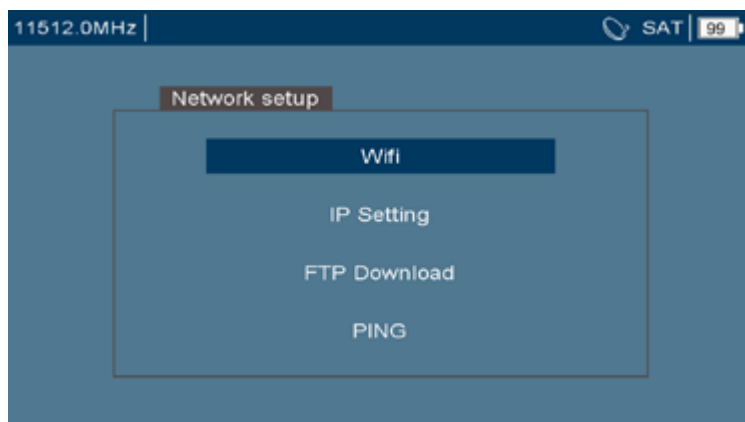 11512.0MHz SAT 99
Network setup
Wifi
IP Setting
FTP Download
PING